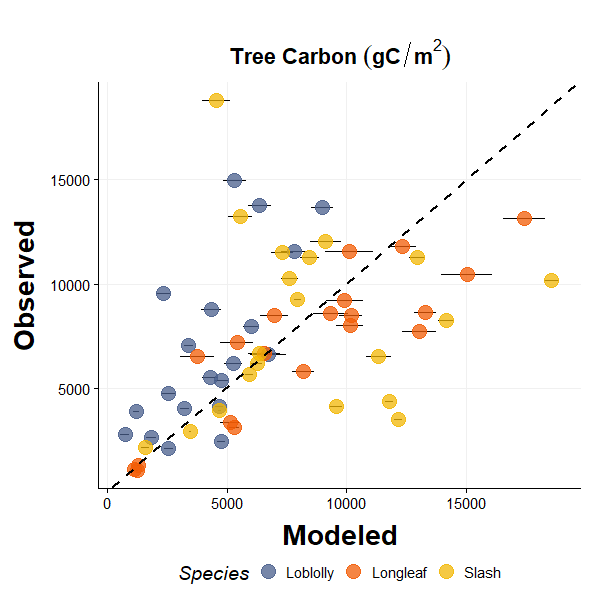 Tree Carbon (gC/m²)
Observed
15000
10000
5000
0 5000 10000 15000
Modeled
Species Loblolly Longleaf Slash